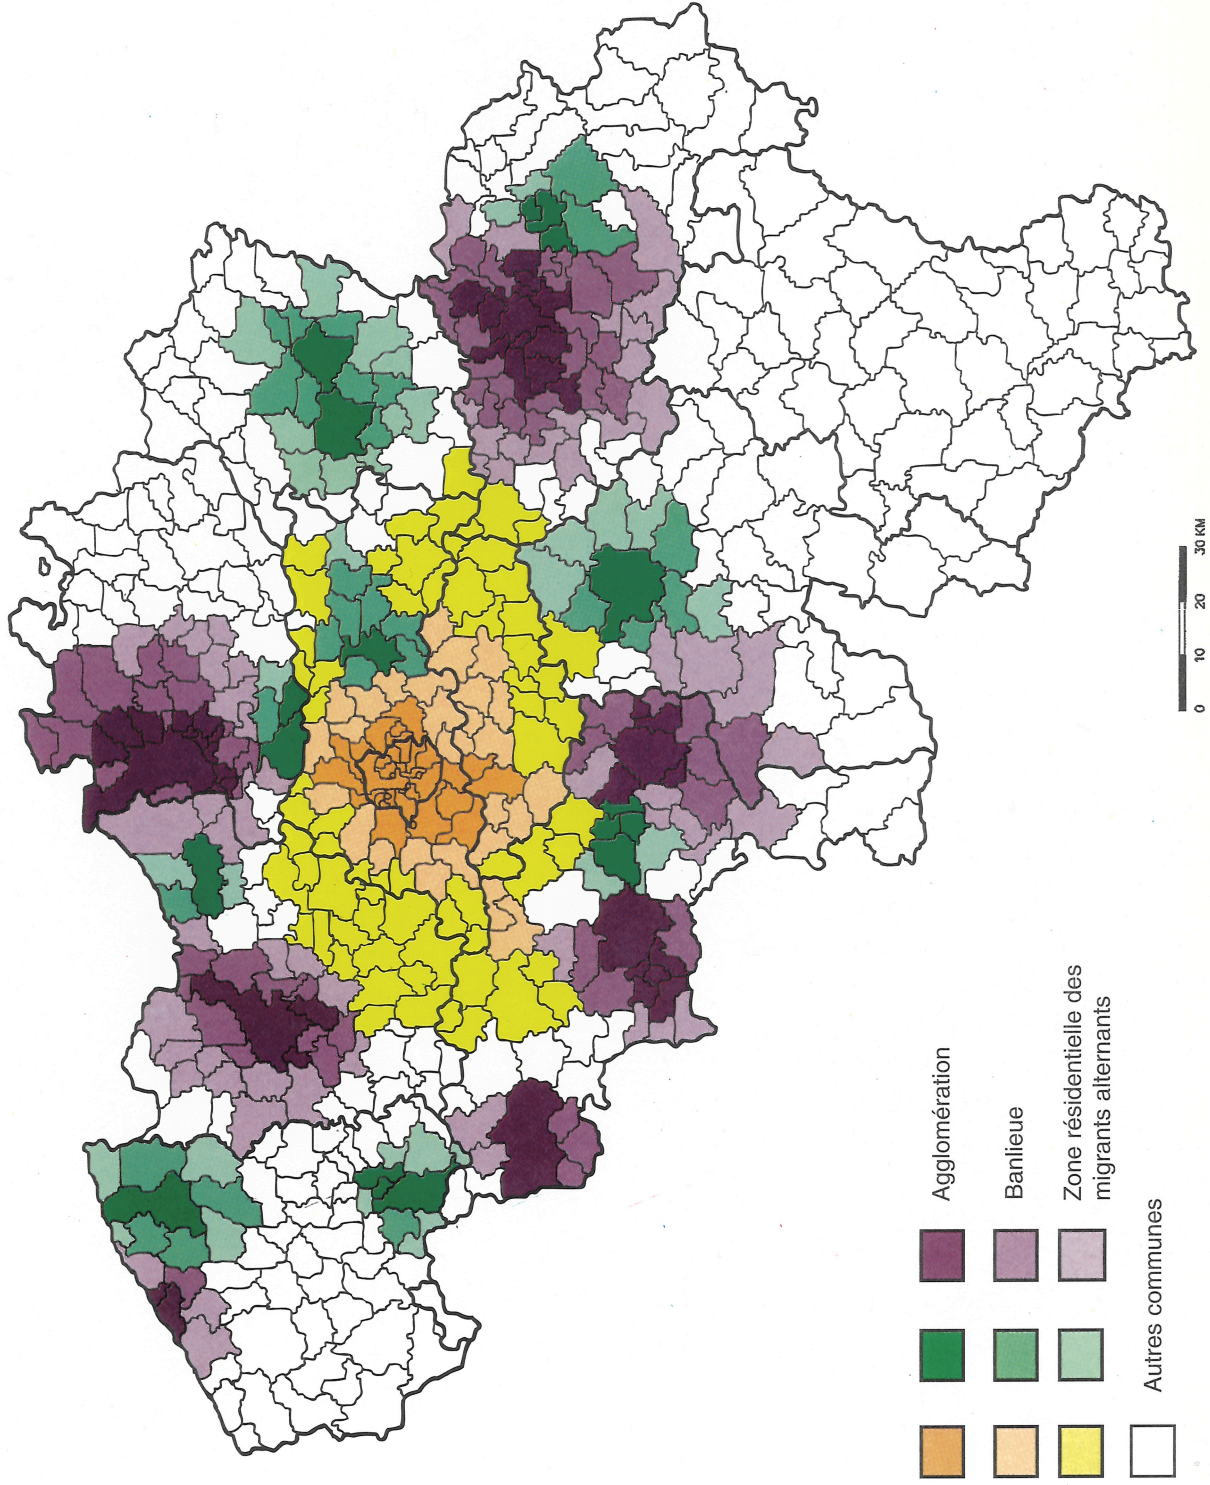 Agglomération
Banlieue
Zone résidentielle des
migrants alternants
Autres communes
0 10 20 30 KM